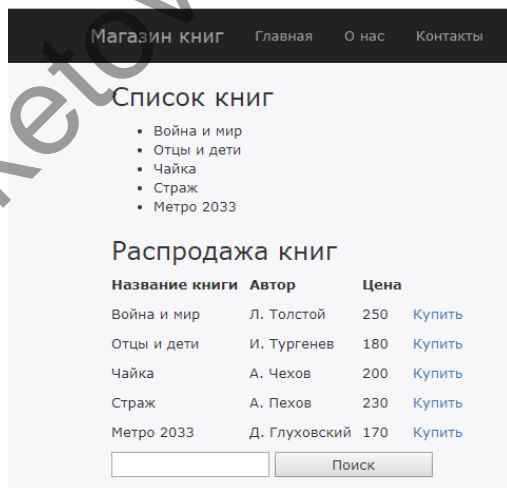 Магазин книг Главная О нас Контакты
Список книг
• Война и мир
• Отцы и дети
• Чайка
• Страж
• Метро 2033
Распродажа книг
Название книги Автор Цена
Война и мир Л. Толстой 250 Купить
Отцы и дети И. Тургенев 180 Купить
Чайка А. Чехов 200 Купить
Страж А. Пехов 230 Купить
Метро 2033 Д. Глуховский 170 Купить
Поиск